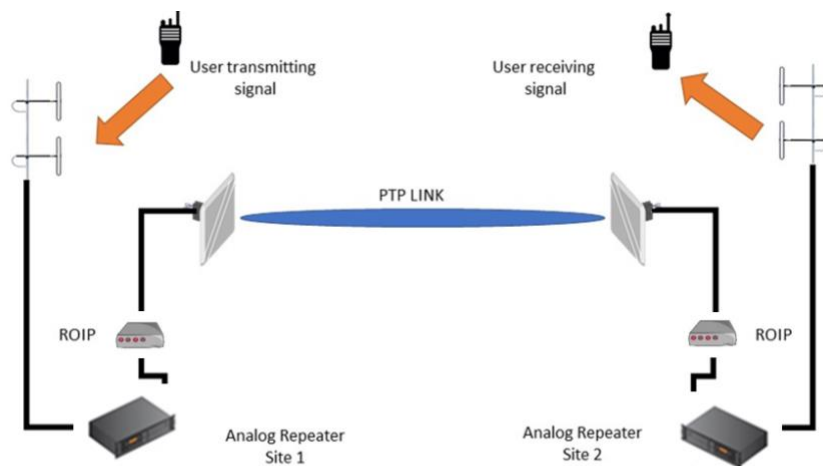 User transmitting
signal
User receiving
signal
PTP LINK
ROIP
ROIP
Analog Repeater
Site 1
Analog Repeater
Site 2